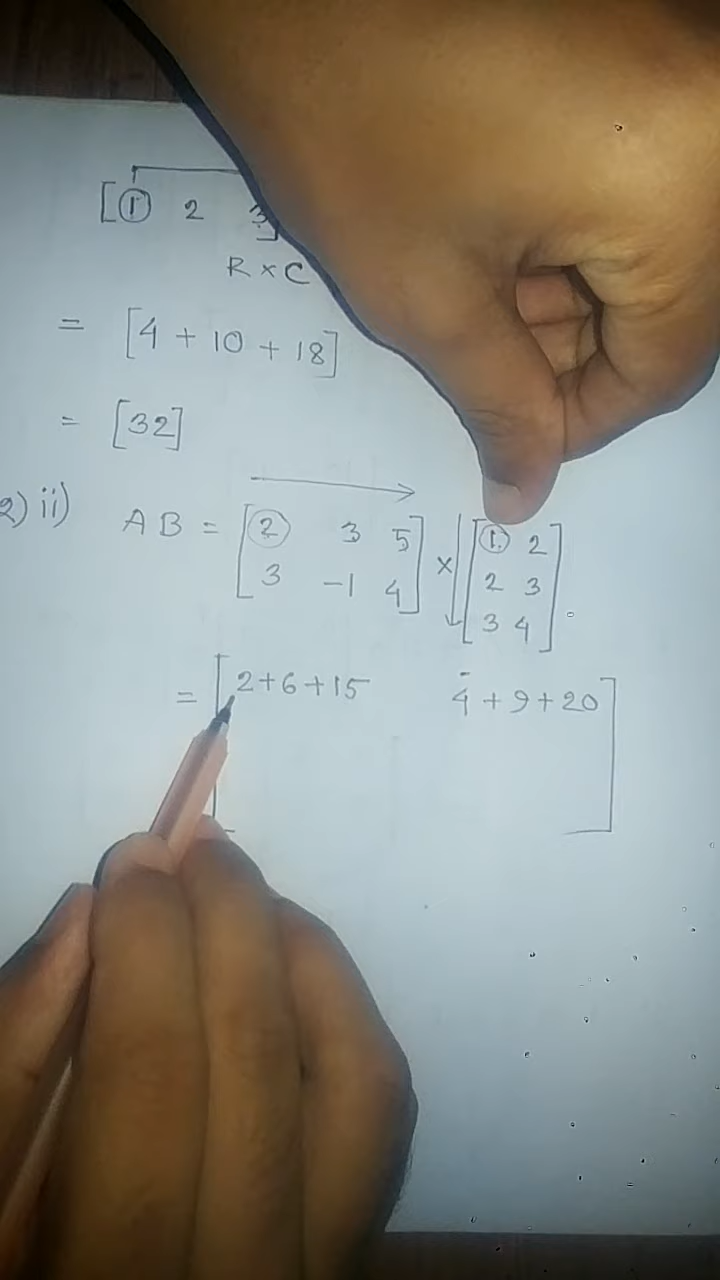 [1 2 3]
R × C
= [4 + 10 + 18]
= [32]
2) ii) AB = [2 3 5] × [1 2]
[3 -1 4] [2 3]
[3 4]
= [2+6+15 4+9+20]